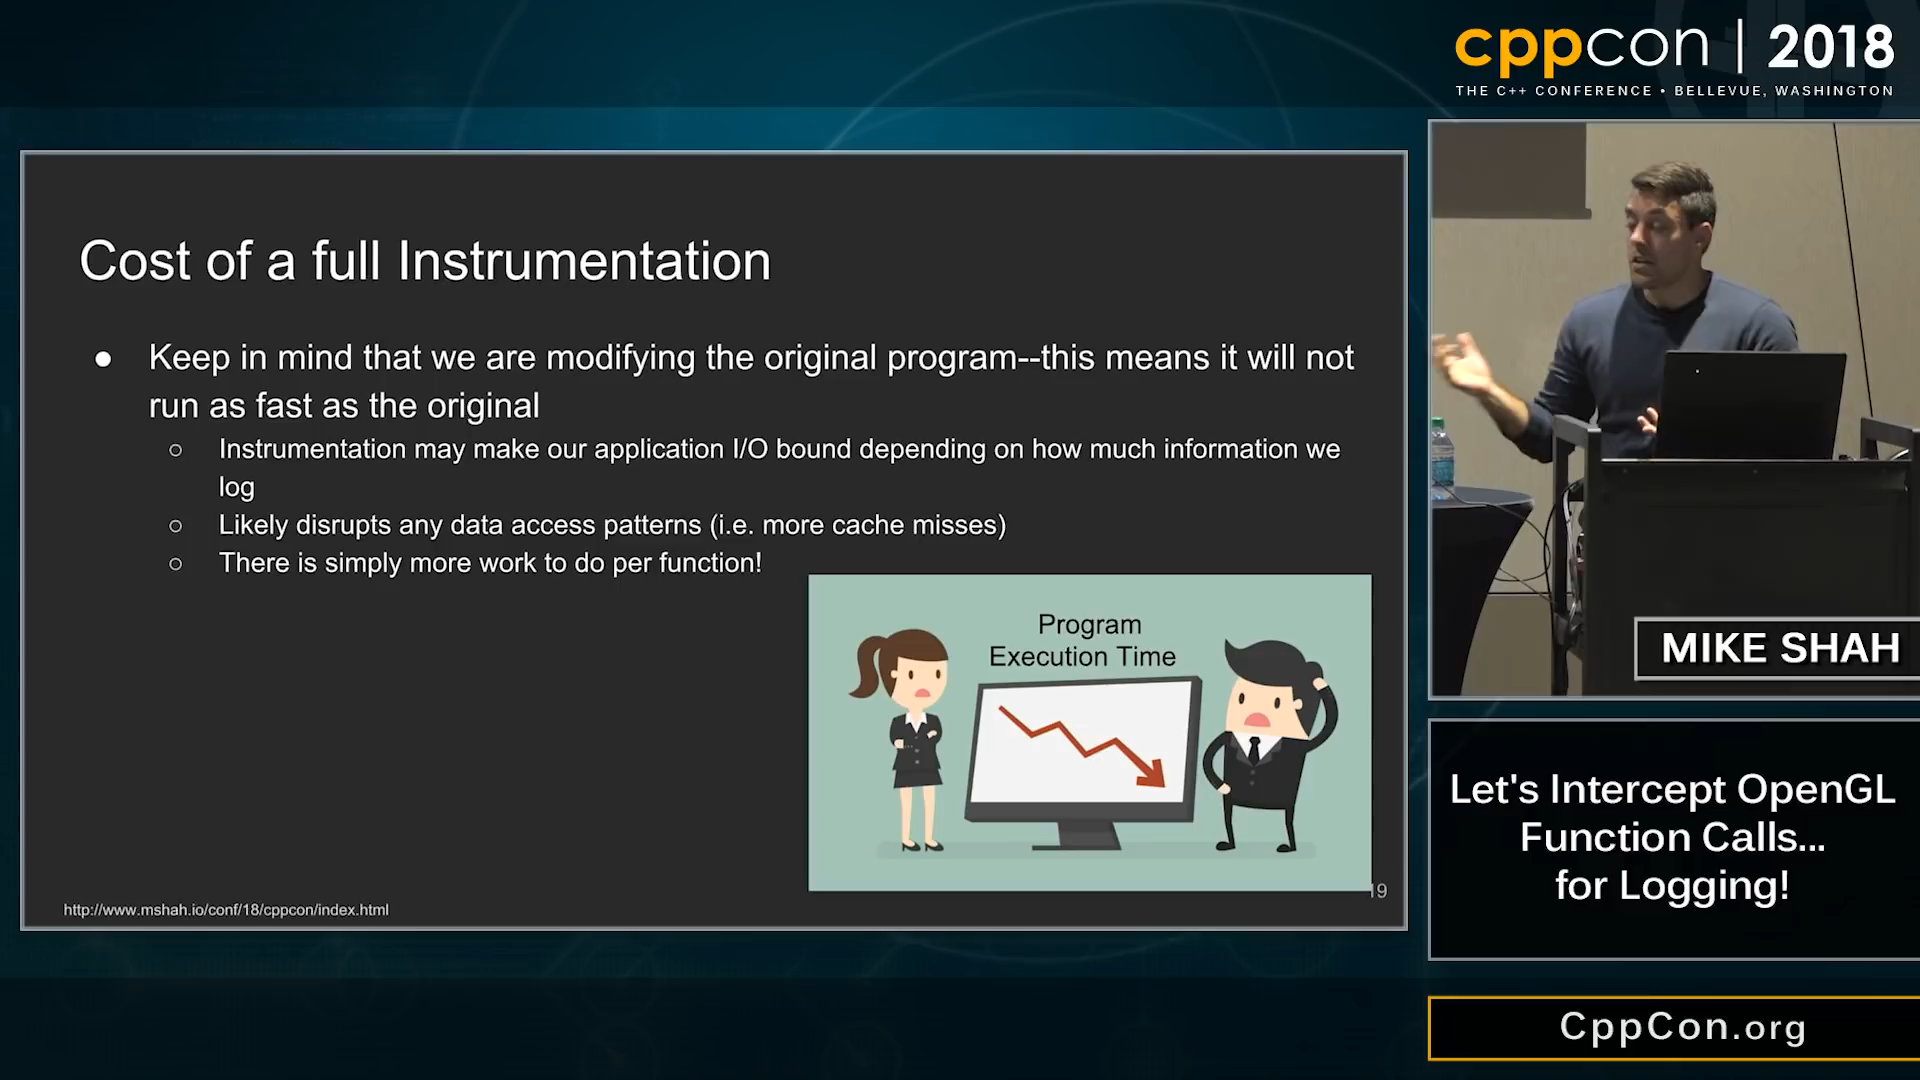 cppcon | 2018
THE C++ CONFERENCE • BELLEVUE, WASHINGTON
Cost of a full Instrumentation
● Keep in mind that we are modifying the original program--this means it will not
run as fast as the original
○ Instrumentation may make our application I/O bound depending on how much information we
log
○ Likely disrupts any data access patterns (i.e. more cache misses)
○ There is simply more work to do per function!
Program
Execution Time
19
http://www.mshah.io/conf/18/cppcon/index.html
MIKE SHAH
Let's Intercept OpenGL
Function Calls...
for Logging!
CppCon.org